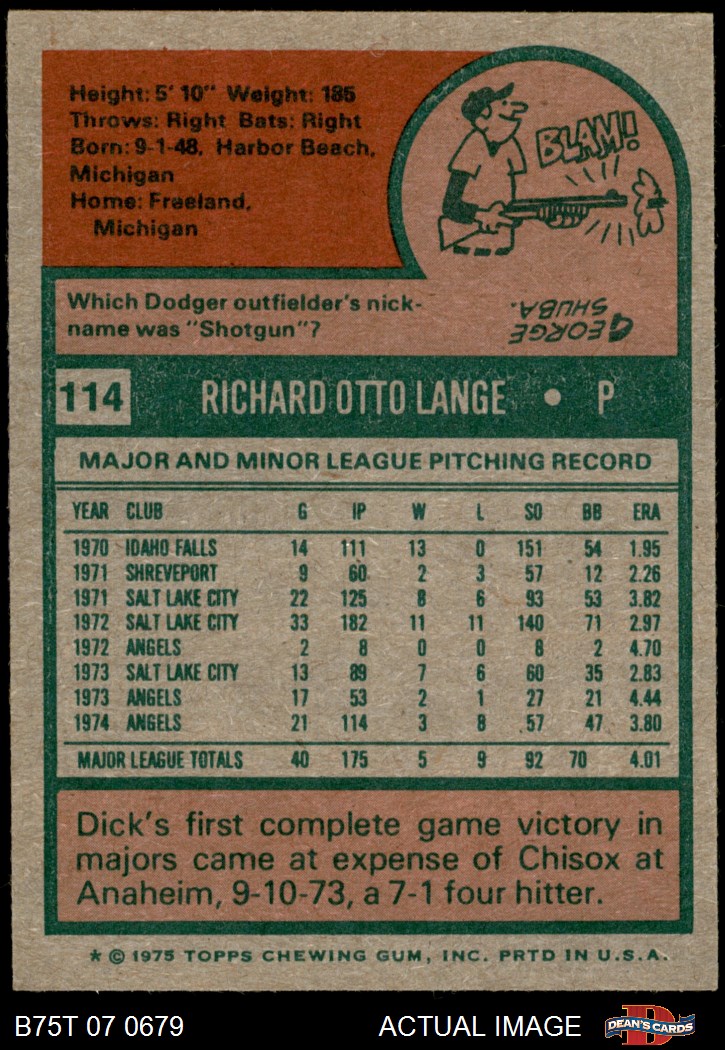 Height: 5' 10" Weight: 185
Throws: Right Bats: Right
Born: 9-1-48, Harbor Beach,
Michigan
Home: Freeland,
Michigan
BLAM!
Which Dodger outfielder's nick-
name was "Shotgun"?
GEORGE
SHUBA.
114 RICHARD OTTO LANGE • P
MAJOR AND MINOR LEAGUE PITCHING RECORD
YEAR CLUB G IP W L SO BB ERA
1970 IDAHO FALLS 14 111 13 0 151 54 1.95
1971 SHREVEPORT 9 60 2 3 57 12 2.26
1971 SALT LAKE CITY 22 125 8 6 93 53 3.82
1972 SALT LAKE CITY 33 182 11 11 140 71 2.97
1972 ANGELS 2 8 0 0 8 2 4.70
1973 SALT LAKE CITY 13 89 7 6 60 35 2.83
1973 ANGELS 17 53 2 1 27 21 4.44
1974 ANGELS 21 114 3 8 57 47 3.80
MAJOR LEAGUE TOTALS 40 175 5 9 92 70 4.01
Dick's first complete game victory in
majors came at expense of Chisox at
Anaheim, 9-10-73, a 7-1 four hitter.
* © 1975 TOPPS CHEWING GUM, INC. PRTD IN U.S.A.
B75T 07 0679 ACTUAL IMAGE
D
DEAN'S CARDS